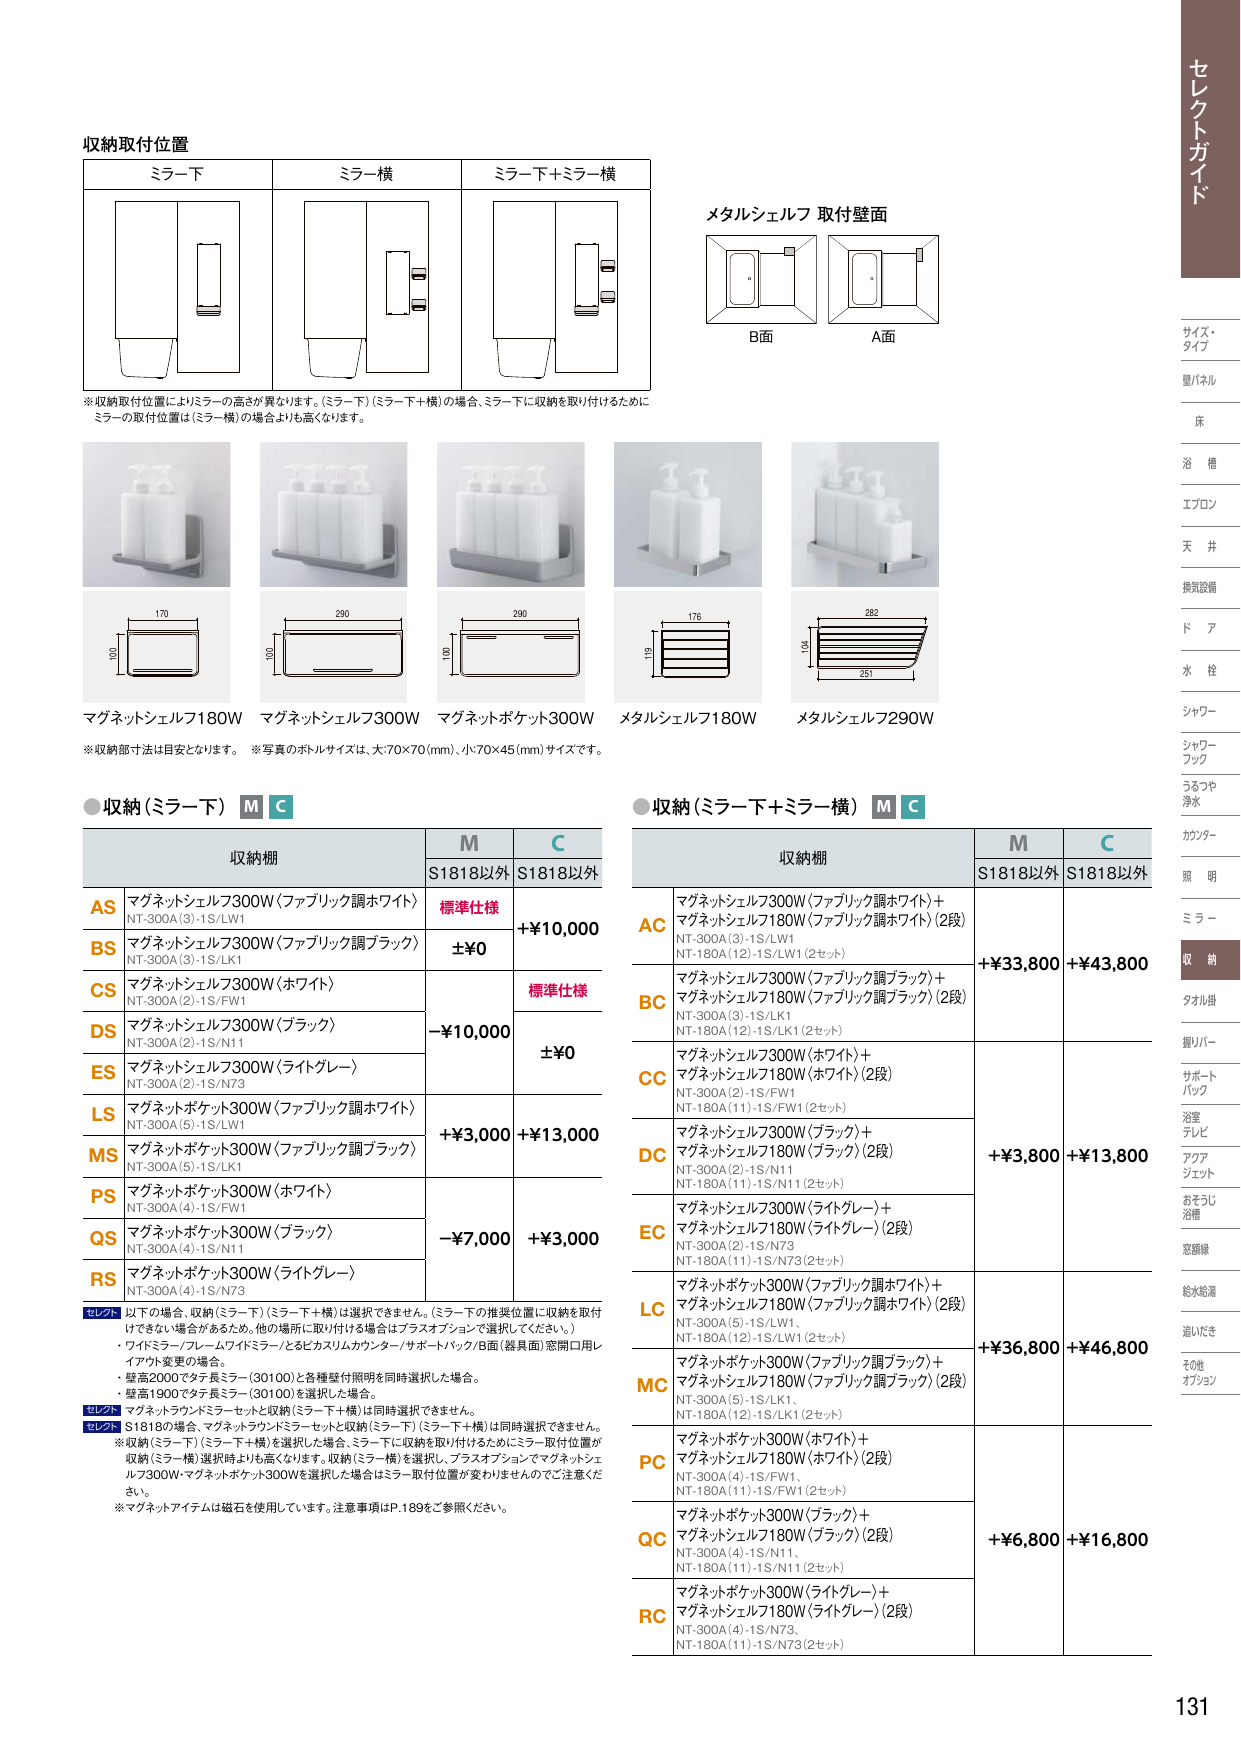 セレクトガイド
収納取付位置
ミラー下
ミラー横
ミラー下＋ミラー横
※収納取付位置によりミラーの高さが異なります。（ミラー下）（ミラー下＋横）の場合、ミラー下に収納を取り付けるために
ミラーの取付位置は（ミラー横）の場合よりも高くなります。
メタルシェルフ 取付壁面
B面
A面
170
100
290
100
290
100
176
119
282
104
251
マグネットシェルフ180W
マグネットシェルフ300W
マグネットポケット300W
メタルシェルフ180W
メタルシェルフ290W
※収納部寸法は目安となります。 ※写真のボトルサイズは、大:70×70（mm）、小:70×45（mm）サイズです。
●収納（ミラー下） M C
収納棚
M
C
S1818以外
S1818以外
AS
マグネットシェルフ300W〈ファブリック調ホワイト〉
NT-300A（3）-1S/LW1
標準仕様
+¥10,000
BS
マグネットシェルフ300W〈ファブリック調ブラック〉
NT-300A（3）-1S/LK1
±¥0
CS
マグネットシェルフ300W〈ホワイト〉
NT-300A（2）-1S/FW1
標準仕様
DS
マグネットシェルフ300W〈ブラック〉
NT-300A（2）-1S/N11
−¥10,000
±¥0
ES
マグネットシェルフ300W〈ライトグレー〉
NT-300A（2）-1S/N73
LS
マグネットポケット300W〈ファブリック調ホワイト〉
NT-300A（5）-1S/LW1
+¥3,000
+¥13,000
MS
マグネットポケット300W〈ファブリック調ブラック〉
NT-300A（5）-1S/LK1
PS
マグネットポケット300W〈ホワイト〉
NT-300A（4）-1S/FW1
QS
マグネットポケット300W〈ブラック〉
NT-300A（4）-1S/N11
−¥7,000
+¥3,000
RS
マグネットポケット300W〈ライトグレー〉
NT-300A（4）-1S/N73
セレクト 以下の場合、収納（ミラー下）（ミラー下＋横）は選択できません。（ミラー下の推奨位置に収納を取付
けできない場合があるため。他の場所に取り付ける場合はプラスオプションで選択してください。）
・ワイドミラー/フレームワイドミラー/とるピカスリムカウンター/サポートバック/B面（器具面）窓開口用レ
イアウト変更の場合。
・壁高2000でタテ長ミラー（30100）と各種壁付照明を同時選択した場合。
・壁高1900でタテ長ミラー（30100）を選択した場合。
セレクト マグネットラウンドミラーセットと収納（ミラー下＋横）は同時選択できません。
セレクト S1818の場合、マグネットラウンドミラーセットと収納（ミラー下）（ミラー下＋横）は同時選択できません。
※収納（ミラー下）（ミラー下＋横）を選択した場合、ミラー下に収納を取り付けるためにミラー取付位置が
収納（ミラー横）選択時よりも高くなります。収納（ミラー横）を選択し、プラスオプションでマグネットシェ
ルフ300W・マグネットポケット300Wを選択した場合はミラー取付位置が変わりませんのでご注意くだ
さい。
※マグネットアイテムは磁石を使用しています。注意事項はP.189をご参照ください。
●収納（ミラー下＋ミラー横） M C
収納棚
M
C
S1818以外
S1818以外
AC
マグネットシェルフ300W〈ファブリック調ホワイト〉＋
マグネットシェルフ180W〈ファブリック調ホワイト〉（2段）
NT-300A（3）-1S/LW1
NT-180A（12）-1S/LW1（2セット）
+¥33,800
+¥43,800
BC
マグネットシェルフ300W〈ファブリック調ブラック〉＋
マグネットシェルフ180W〈ファブリック調ブラック〉（2段）
NT-300A（3）-1S/LK1
NT-180A（12）-1S/LK1（2セット）
CC
マグネットシェルフ300W〈ホワイト〉＋
マグネットシェルフ180W〈ホワイト〉（2段）
NT-300A（2）-1S/FW1
NT-180A（11）-1S/FW1（2セット）
DC
マグネットシェルフ300W〈ブラック〉＋
マグネットシェルフ180W〈ブラック〉（2段）
NT-300A（2）-1S/N11
NT-180A（11）-1S/N11（2セット）
+¥3,800
+¥13,800
EC
マグネットシェルフ300W〈ライトグレー〉＋
マグネットシェルフ180W〈ライトグレー〉（2段）
NT-300A（2）-1S/N73
NT-180A（11）-1S/N73（2セット）
LC
マグネットポケット300W〈ファブリック調ホワイト〉＋
マグネットシェルフ180W〈ファブリック調ホワイト〉（2段）
NT-300A（5）-1S/LW1、
NT-180A（12）-1S/LW1（2セット）
+¥36,800
+¥46,800
MC
マグネットポケット300W〈ファブリック調ブラック〉＋
マグネットシェルフ180W〈ファブリック調ブラック〉（2段）
NT-300A（5）-1S/LK1、
NT-180A（12）-1S/LK1（2セット）
PC
マグネットポケット300W〈ホワイト〉＋
マグネットシェルフ180W〈ホワイト〉（2段）
NT-300A（4）-1S/FW1、
NT-180A（11）-1S/FW1（2セット）
QC
マグネットポケット300W〈ブラック〉＋
マグネットシェルフ180W〈ブラック〉（2段）
NT-300A（4）-1S/N11、
NT-180A（11）-1S/N11（2セット）
+¥6,800
+¥16,800
RC
マグネットポケット300W〈ライトグレー〉＋
マグネットシェルフ180W〈ライトグレー〉（2段）
NT-300A（4）-1S/N73、
NT-180A（11）-1S/N73（2セット）
サイズ・
タイプ
壁パネル
床
浴 槽
エプロン
天 井
換気設備
ド ア
水 栓
シャワー
シャワー
フック
うるつや
浄水
カウンター
照 明
ミラー
収 納
タオル掛
握りバー
サポート
バック
浴室
テレビ
アクア
ジェット
おそうじ
浴槽
窓額縁
給水給湯
追いだき
その他
オプション
131